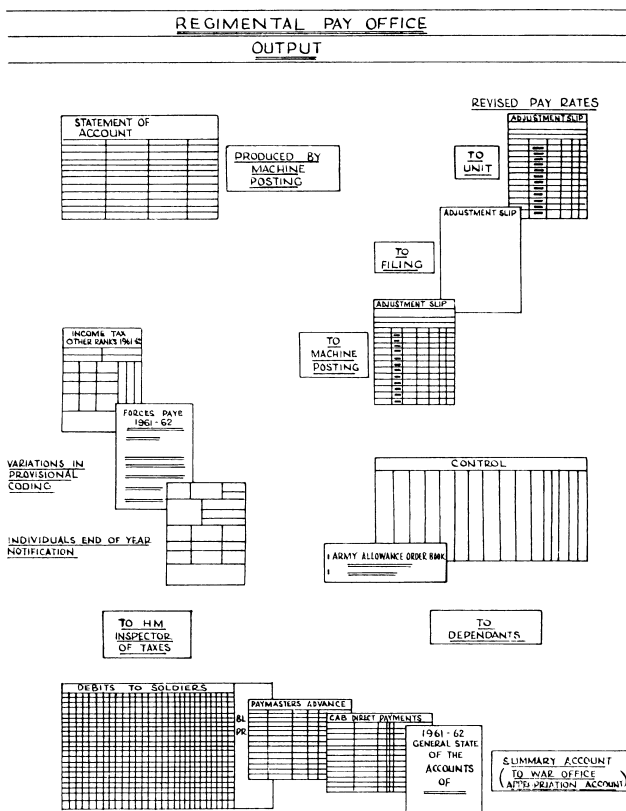 REGIMENTAL PAY OFFICE
OUTPUT
REVISED PAY RATES
STATEMENT OF
ACCOUNT
PRODUCED BY
MACHINE
POSTING
ADJUSTMENT SLIP
TO
UNIT
ADJUSTMENT SLIP
TO
FILING
ADJUSTMENT SLIP
TO
MACHINE
POSTING
INCOME TAX
OTHER RANKS 1961-62
FORCES PAYE
1961-62
VARIATIONS IN
PROVISIONAL
CODING
INDIVIDUALS END OF YEAR
NOTIFICATION
CONTROL
ARMY ALLOWANCE ORDER BOOK
TO HM
INSPECTOR
OF TAXES
TO
DEPENDANTS
DEBITS TO SOLDIERS
PAYMASTERS ADVANCE
CAB DIRECT PAYMENTS
1961-62
GENERAL STATE
OF THE
ACCOUNTS
OF
SUMMARY ACCOUNT
(TO WAR OFFICE
APPROPRIATION ACCOUNT)